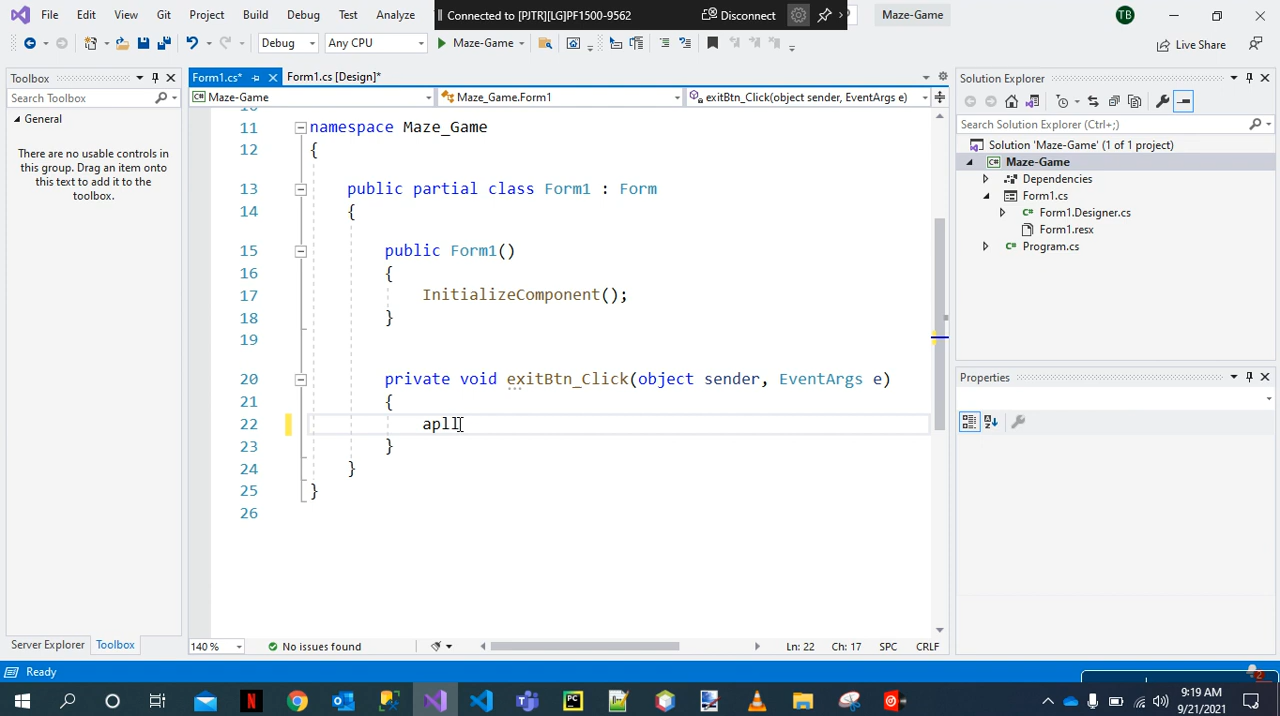 File Edit View Git Project Build Debug Test Analyze Connected to [PJTR][LG]PF1500-9562 Disconnect Maze-Game TB
Debug Any CPU Maze-Game Live Share
Toolbox
Search Toolbox
General
There are no usable controls in
this group. Drag an item onto
this text to add it to the
toolbox.
Server Explorer Toolbox
Form1.cs* Form1.cs [Design]*
Maze-Game Maze_Game.Form1 exitBtn_Click(object sender, EventArgs e)
11 namespace Maze_Game
12 {
13 public partial class Form1 : Form
14 {
15 public Form1()
16 {
17 InitializeComponent();
18 }
19
20 private void exitBtn_Click(object sender, EventArgs e)
21 {
22 apll
23 }
24 }
25 }
26
140 % No issues found Ln: 22 Ch: 17 SPC CRLF
Solution Explorer
Search Solution Explorer (Ctrl+;)
Solution 'Maze-Game' (1 of 1 project)
Maze-Game
Dependencies
Form1.cs
Form1.Designer.cs
Form1.resx
Program.cs
Properties
Ready
2
9:19 AM
9/21/2021